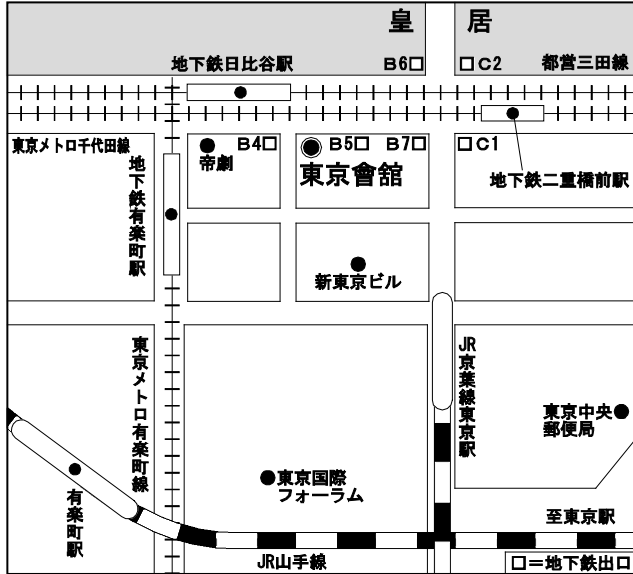 皇居
地下鉄日比谷駅
B6□
□C2
都営三田線
東京メトロ千代田線
帝劇
B4□
B5□
B7□
□C1
東京會舘
地下鉄二重橋前駅
地下鉄有楽町駅
新東京ビル
東京メトロ有楽町線
JR京葉線東京駅
東京中央
郵便局
東京国際
フォーラム
有楽町駅
至東京駅
JR山手線
□=地下鉄出口